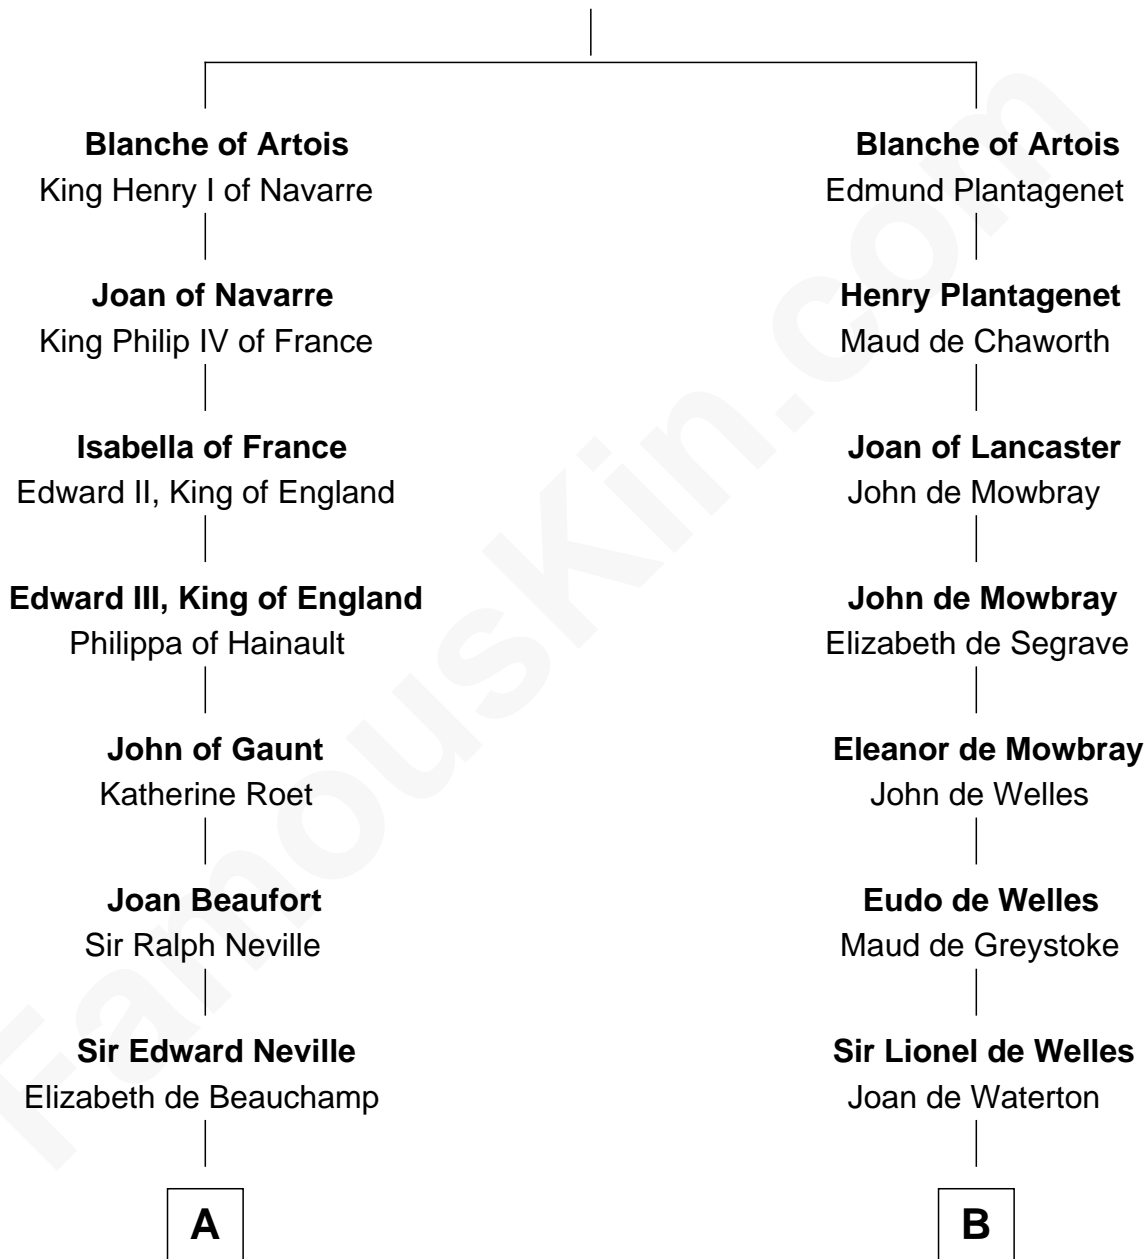 Blanche of Artois
King Henry I of Navarre
Joan of Navarre
King Philip IV of France
Isabella of France
Edward II, King of England
Edward III, King of England
Philippa of Hainault
John of Gaunt
Katherine Roet
Joan Beaufort
Sir Ralph Neville
Sir Edward Neville
Elizabeth de Beauchamp
A
Blanche of Artois
Edmund Plantagenet
Henry Plantagenet
Maud de Chaworth
Joan of Lancaster
John de Mowbray
John de Mowbray
Elizabeth de Segrave
Eleanor de Mowbray
John de Welles
Eudo de Welles
Maud de Greystoke
Sir Lionel de Welles
Joan de Waterton
B
FamousKin.com